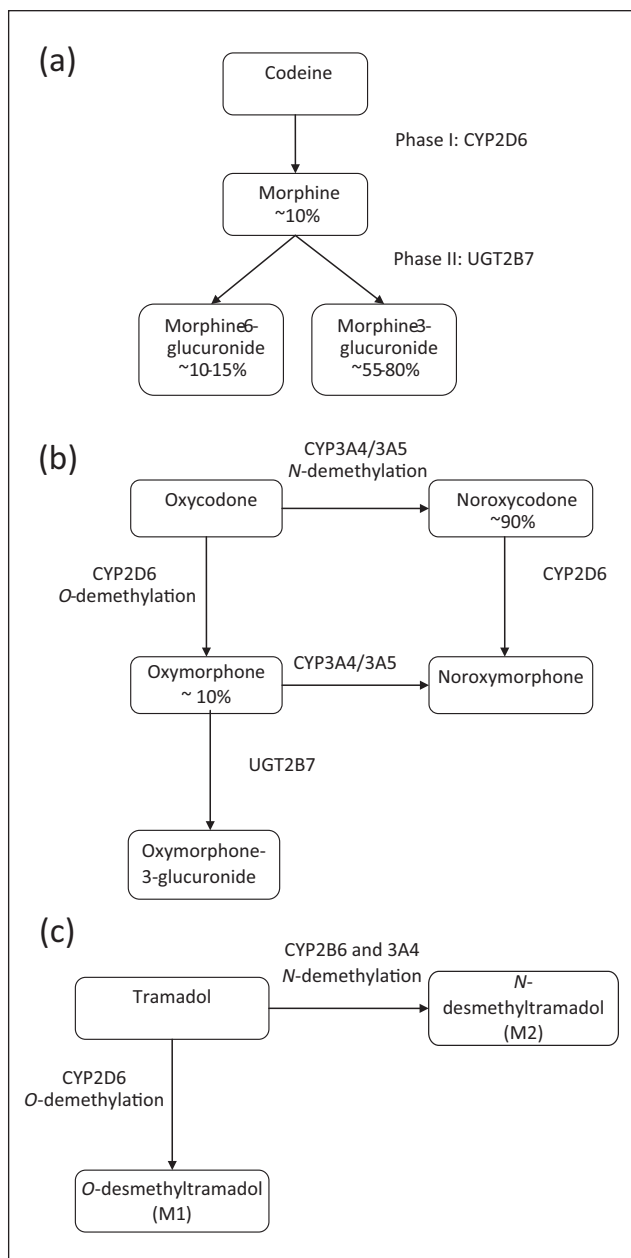 (a)
Codeine
Phase I: CYP2D6
Morphine
~10%
Phase II: UGT2B7
Morphine6-
glucuronide
~10-15%
Morphine3-
glucuronide
~55-80%
(b)
CYP3A4/3A5
N-demethylation
Oxycodone
Noroxycodone
~90%
CYP2D6
O-demethylation
CYP2D6
Oxymorphone
~ 10%
CYP3A4/3A5
Noroxymorphone
UGT2B7
Oxymorphone-
3-glucuronide
(c)
CYP2B6 and 3A4
N-demethylation
Tramadol
N-
desmethyltramadol
(M2)
CYP2D6
O-demethylation
O-desmethyltramadol
(M1)